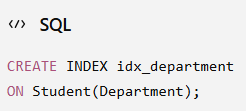 </> SQL
CREATE INDEX idx_department
ON Student(Department);